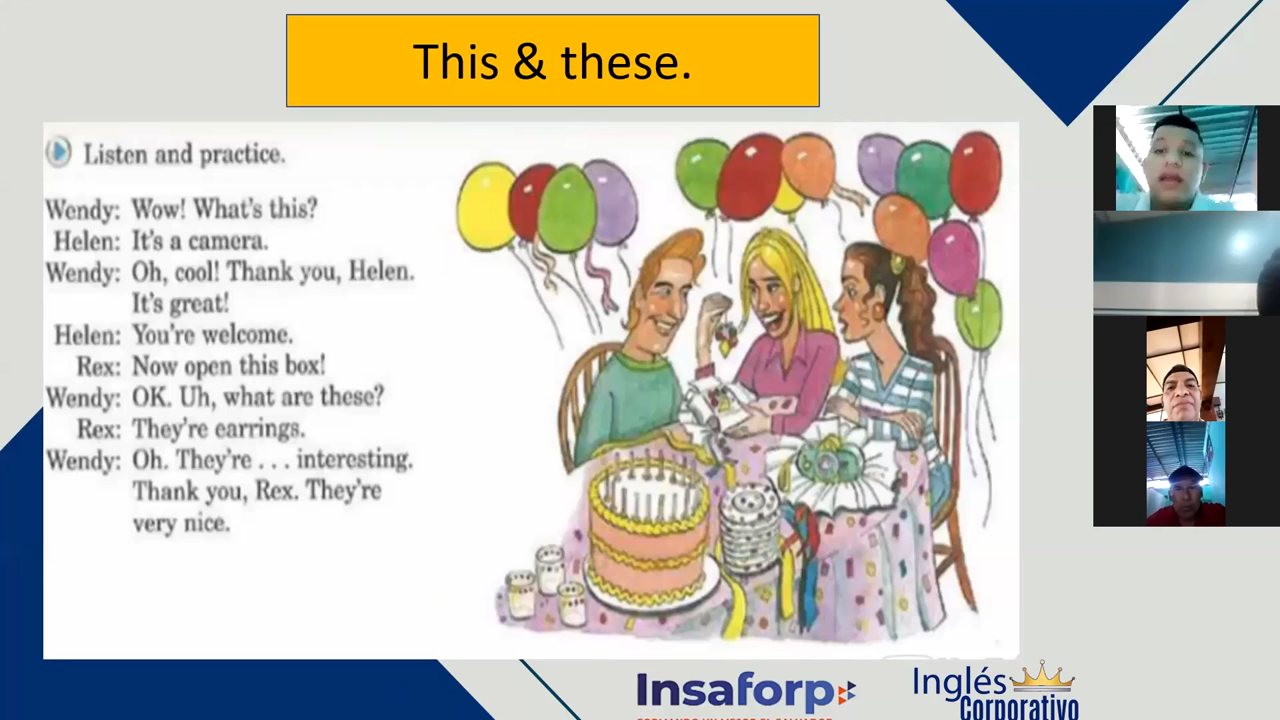 This & these.
Listen and practice.
Wendy: Wow! What's this?
Helen: It's a camera.
Wendy: Oh, cool! Thank you, Helen.
It's great!
Helen: You're welcome.
Rex: Now open this box!
Wendy: OK. Uh, what are these?
Rex: They're earrings.
Wendy: Oh. They're . . . interesting.
Thank you, Rex. They're
very nice.
Insaforp
Inglés
Corporativo